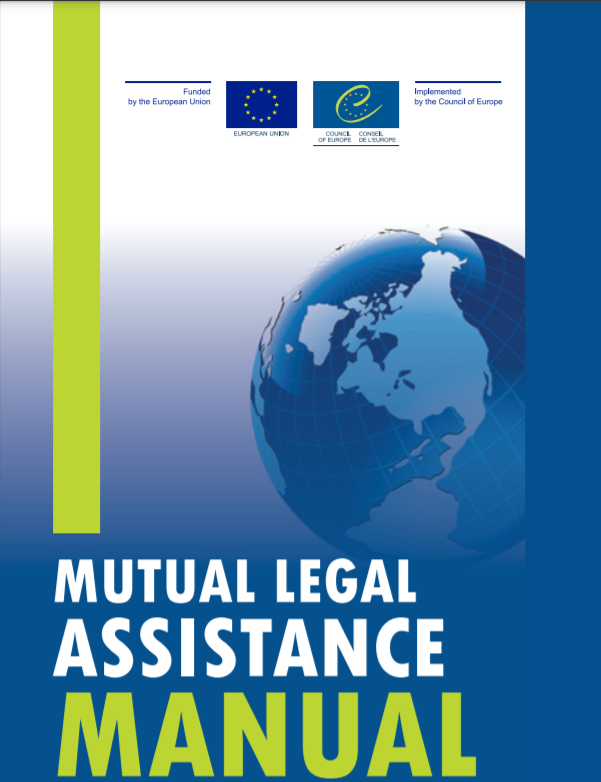 Funded
by the European Union
EUROPEAN UNION
COUNCIL CONSEIL
OF EUROPE DE L'EUROPE
Implemented
by the Council of Europe
MUTUAL LEGAL
ASSISTANCE
MANUAL